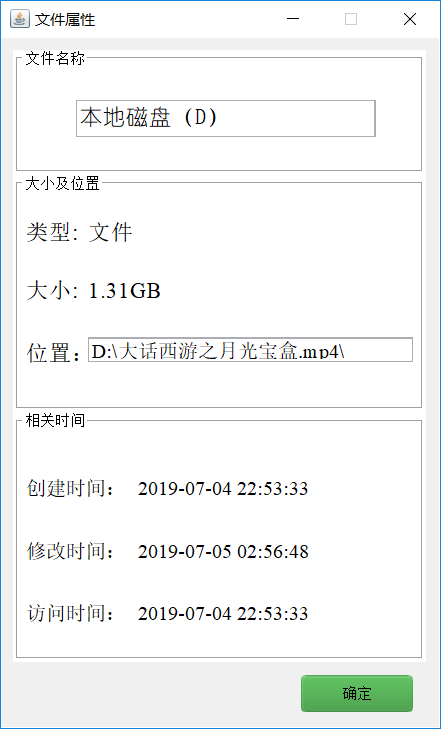 文件属性
文件名称
本地磁盘 (D)
大小及位置
类型: 文件
大小: 1.31GB
位置: D:\大话西游之月光宝盒.mp4\
相关时间
创建时间: 2019-07-04 22:53:33
修改时间: 2019-07-05 02:56:48
访问时间: 2019-07-04 22:53:33
确定